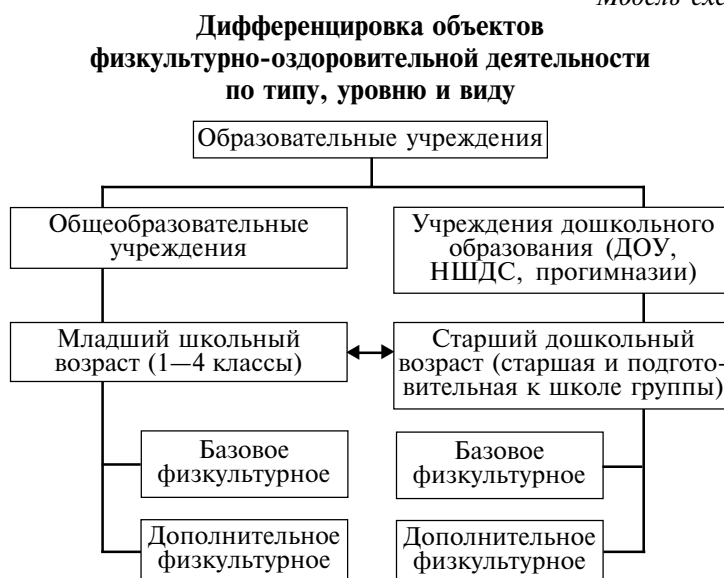 Модель-схе
Дифференцировка объектов
физкультурно-оздоровительной деятельности
по типу, уровню и виду
Образовательные учреждения
Общеобразовательные
учреждения
Учреждения дошкольного
образования (ДОУ,
НШДС, прогимназии)
Младший школьный
возраст (1—4 классы)
Старший дошкольный
возраст (старшая и подгото-
вительная к школе группы)
Базовое
физкультурное
Базовое
физкультурное
Дополнительное
физкультурное
Дополнительное
физкультурное